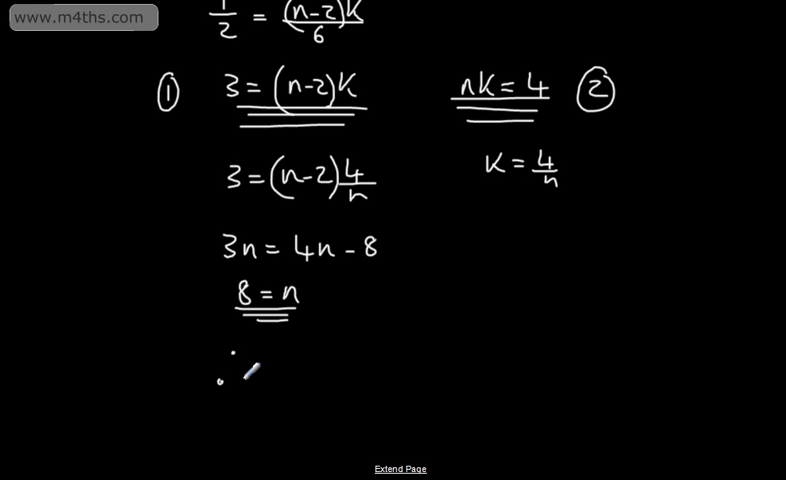 www.m4ths.com
1/2 = (n-2)K/6
① 3 = (n-2)K
nK = 4 ②
3 = (n-2)4/n
K = 4/n
3n = 4n - 8
8 = n
∴
Extend Page